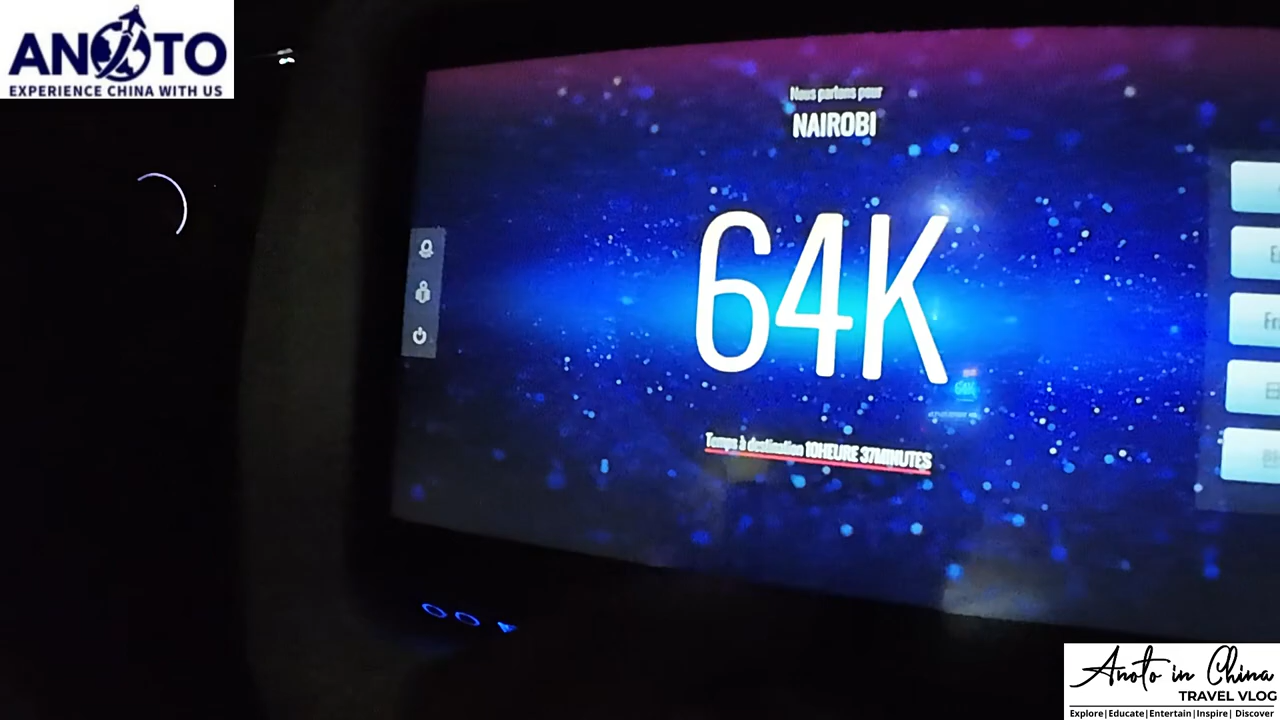 ANOTO
EXPERIENCE CHINA WITH US
Nous partons pour
NAIROBI
64K
Temps à destination 10HEURE 37MINUTES
Anoto in China
TRAVEL VLOG
Explore|Educate|Entertain|Inspire| Discover